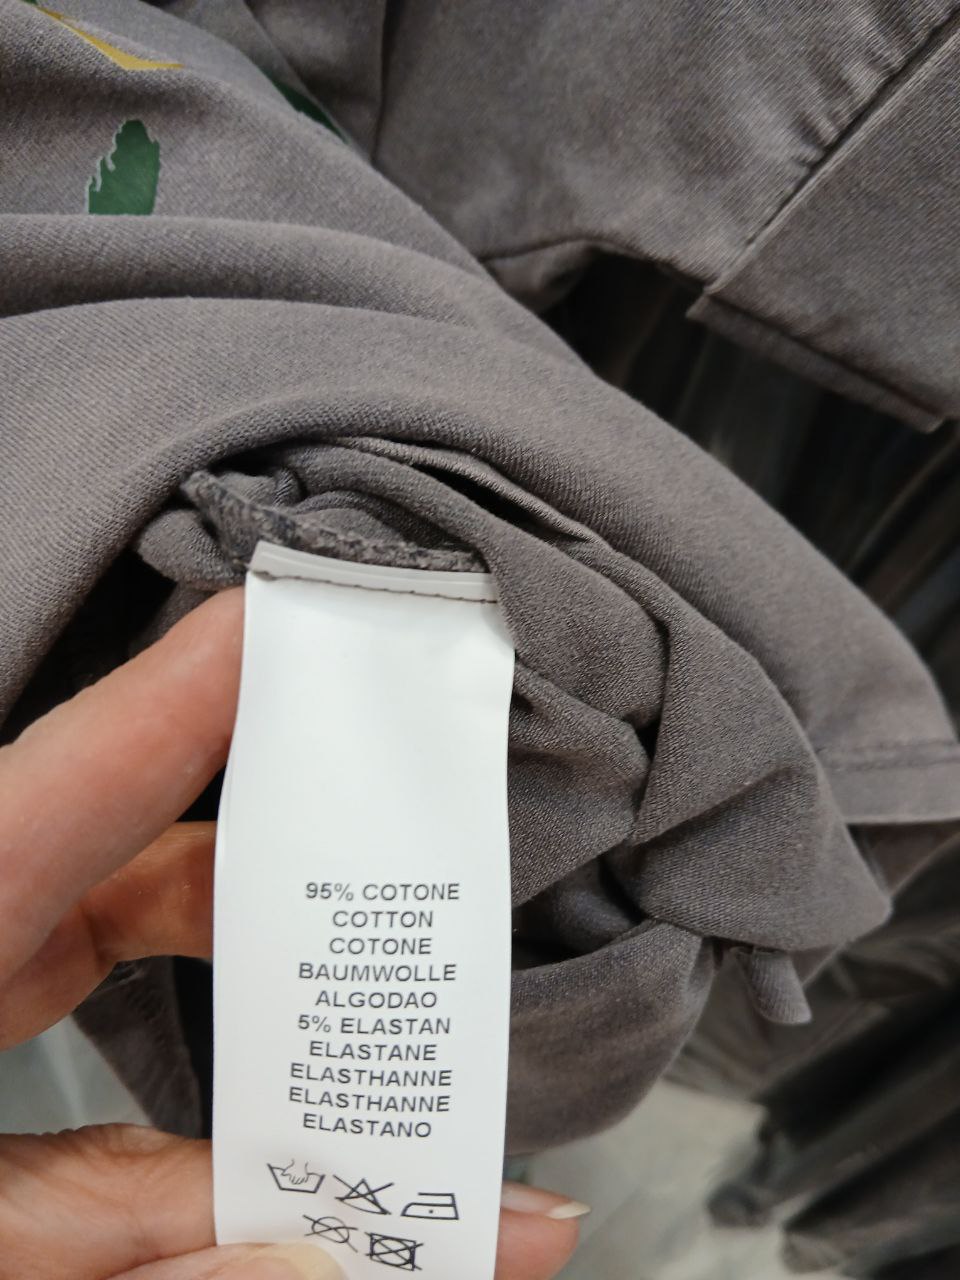 95% COTONE
COTTON
COTONE
BAUMWOLLE
ALGODAO
5% ELASTAN
ELASTANE
ELASTHANNE
ELASTHANNE
ELASTANO